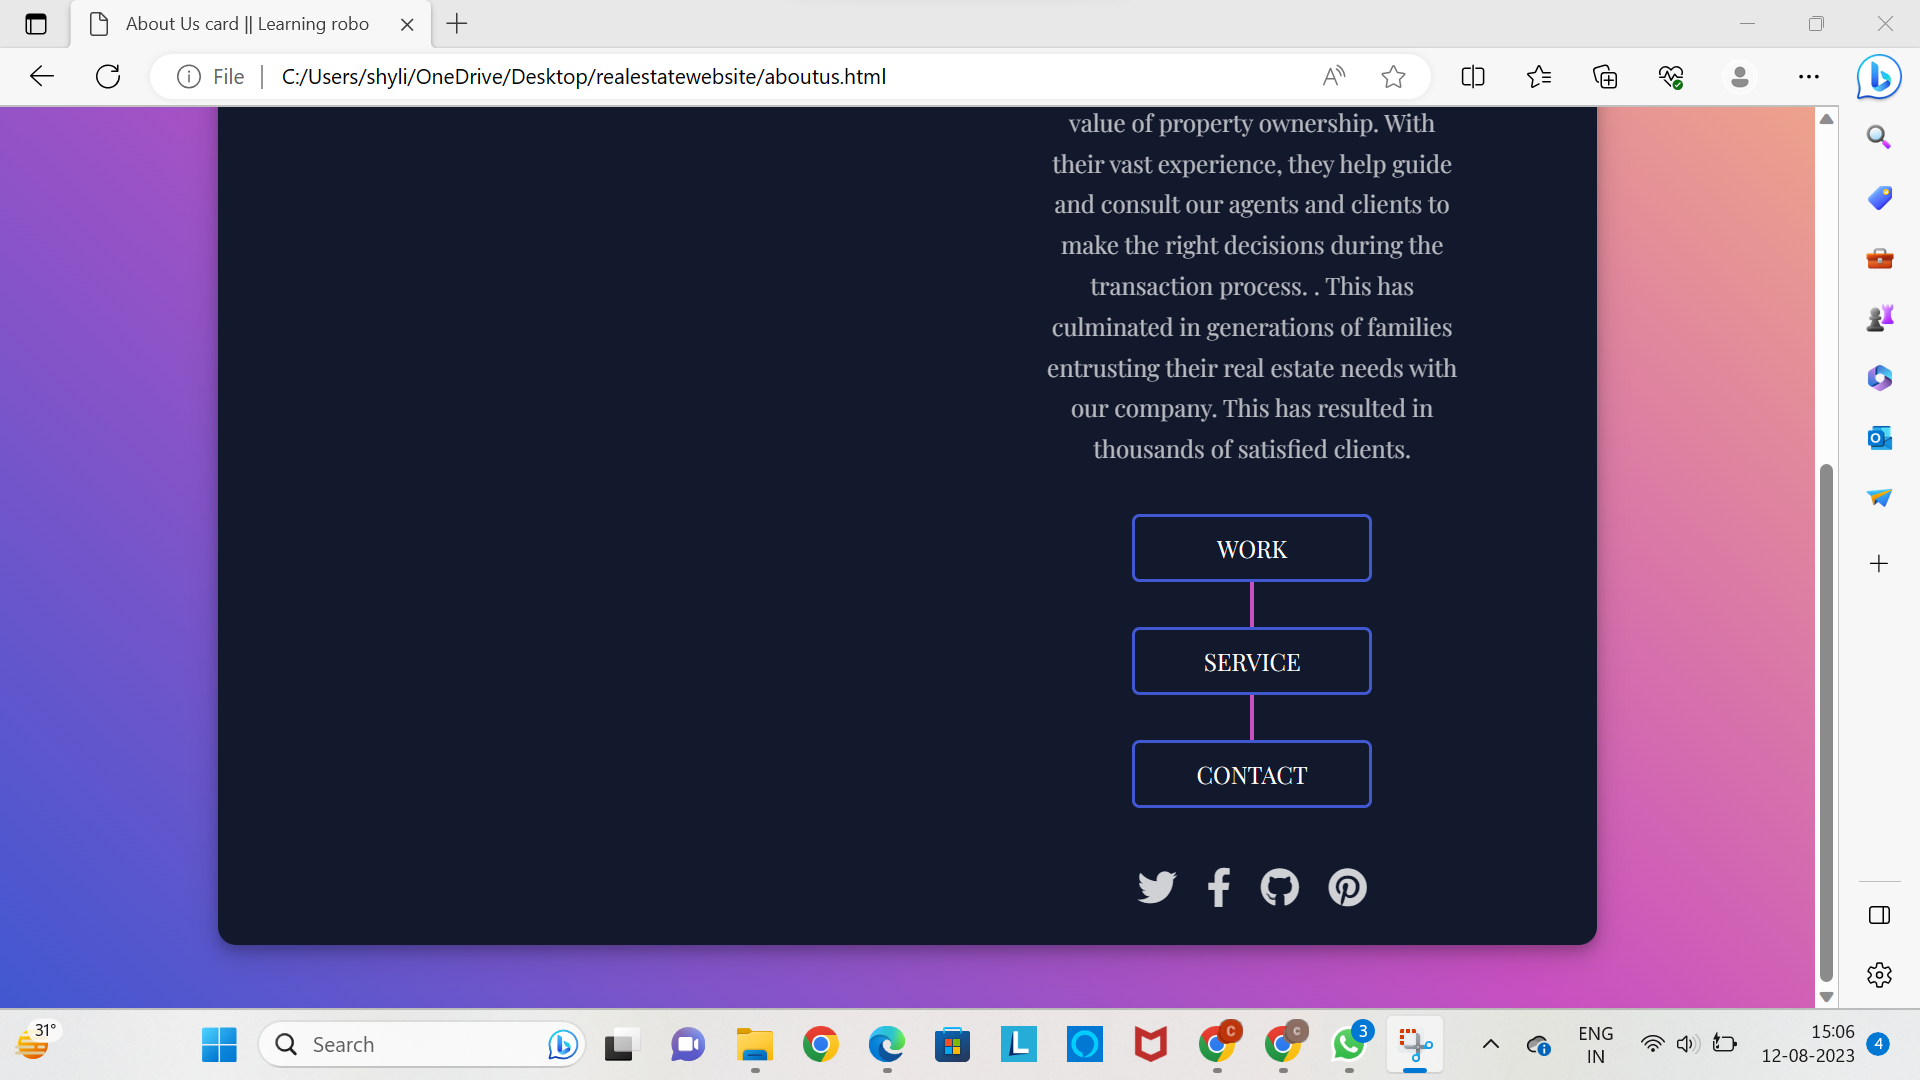 About Us card || Learning robo
File
C:/Users/shyli/OneDrive/Desktop/realestatewebsite/aboutus.html
value of property ownership. With
their vast experience, they help guide
and consult our agents and clients to
make the right decisions during the
transaction process. . This has
culminated in generations of families
entrusting their real estate needs with
our company. This has resulted in
thousands of satisfied clients.
WORK
SERVICE
CONTACT
31°
Search
C
C
3
ENG
IN
15:06
12-08-2023
4